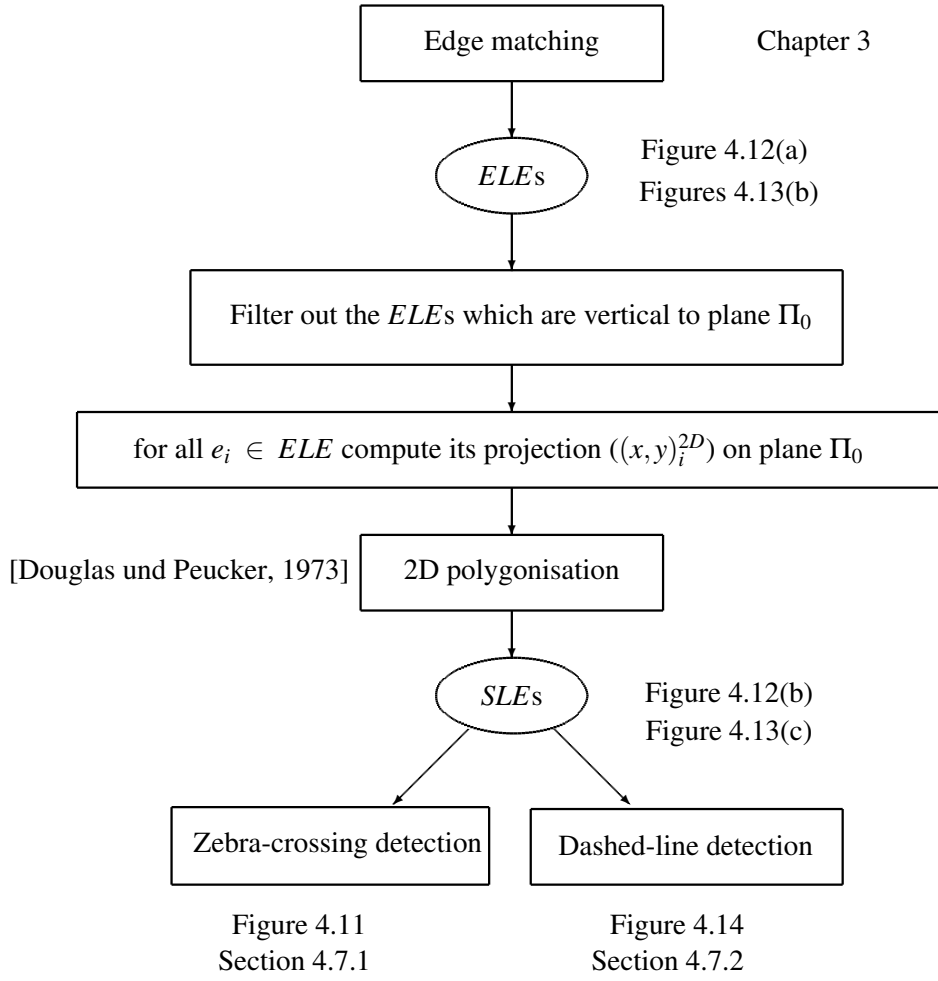 Edge matching
Chapter 3
ELEs
Figure 4.12(a)
Figures 4.13(b)
Filter out the ELEs which are vertical to plane Π₀
for all eᵢ ∈ ELE compute its projection ((x, y)ᵢ²ᴰ) on plane Π₀
[Douglas und Peucker, 1973]
2D polygonisation
SLEs
Figure 4.12(b)
Figure 4.13(c)
Zebra-crossing detection
Dashed-line detection
Figure 4.11
Section 4.7.1
Figure 4.14
Section 4.7.2